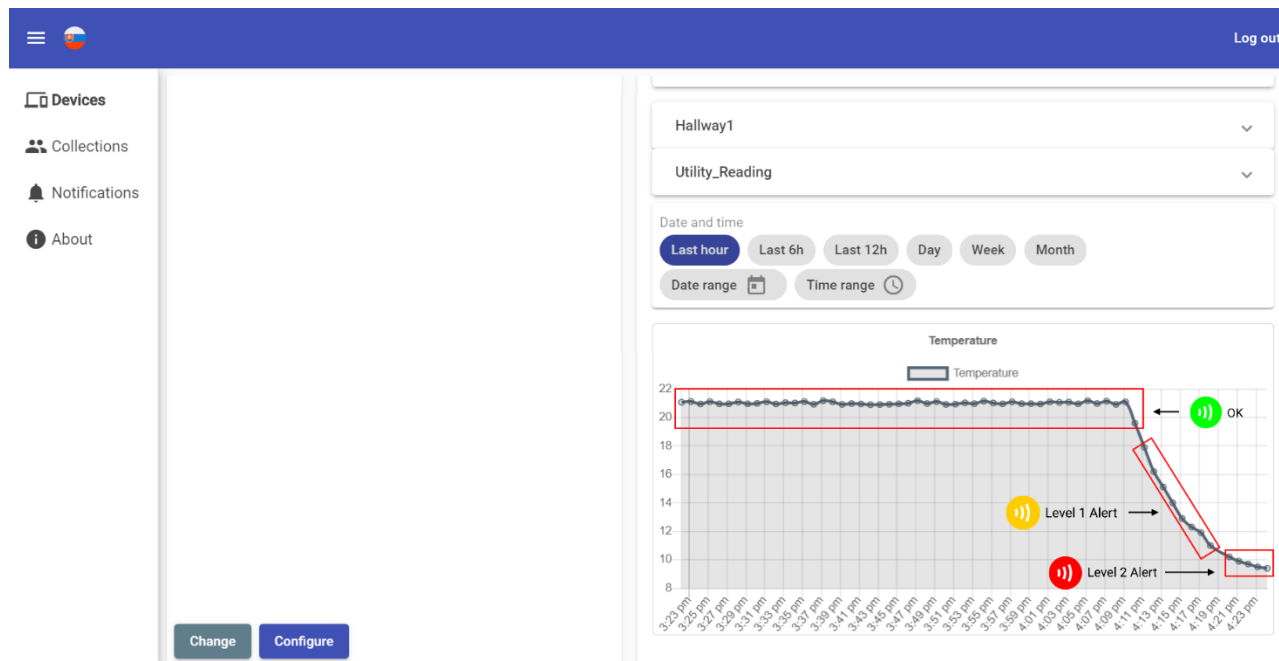 Log out
Devices
Collections
Notifications
About
Change
Configure
Hallway1
Utility_Reading
Date and time
Last hour Last 6h Last 12h Day Week Month
Date range Time range
Temperature
Temperature
22
20
18
16
14
12
10
8
OK
Level 1 Alert
Level 2 Alert
3:23 pm 3:25 pm 3:27 pm 3:29 pm 3:31 pm 3:33 pm 3:35 pm 3:37 pm 3:39 pm 3:41 pm 3:43 pm 3:45 pm 3:47 pm 3:49 pm 3:51 pm 3:53 pm 3:55 pm 3:57 pm 3:59 pm 4:01 pm 4:03 pm 4:05 pm 4:07 pm 4:09 pm 4:11 pm 4:13 pm 4:15 pm 4:17 pm 4:19 pm 4:21 pm 4:23 pm